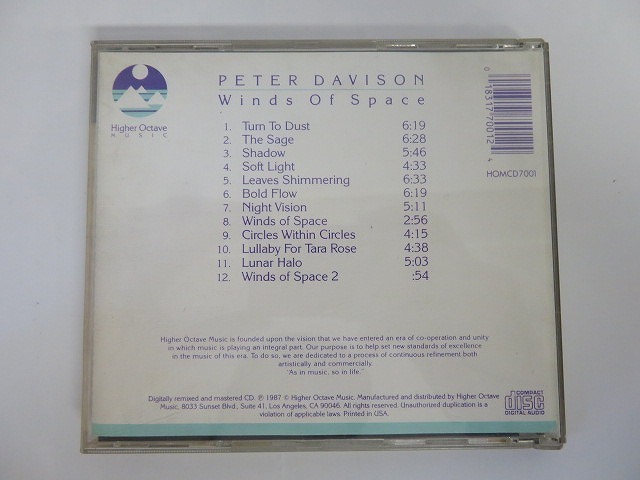 Higher Octave
MUSIC
PETER DAVISON
Winds Of Space
1. Turn To Dust 6:19
2. The Sage 6:28
3. Shadow 5:46
4. Soft Light 4:33
5. Leaves Shimmering 6:33
6. Bold Flow 6:19
7. Night Vision 5:11
8. Winds of Space 2:56
9. Circles Within Circles 4:15
10. Lullaby For Tara Rose 4:38
11. Lunar Halo 5:03
12. Winds of Space 2 :54
0 18317-70012 4
HOMCD7001
Higher Octave Music is founded upon the vision that we have entered an era of co-operation and unity
in which music is playing an integral part. Our purpose is to help set new standards of excellence
in the music of this era. To do so, we are dedicated to a process of continuous refinement both
artistically and commercially.
"As in music, so in life."
Digitally remixed and mastered CD. ℗ 1987 © Higher Octave Music. Manufactured and distributed by Higher Octave
Music, 8033 Sunset Blvd., Suite 41, Los Angeles, CA 90046. All rights reserved. Unauthorized duplication is a
violation of applicable laws. Printed in USA.
COMPACT
disc
DIGITAL AUDIO